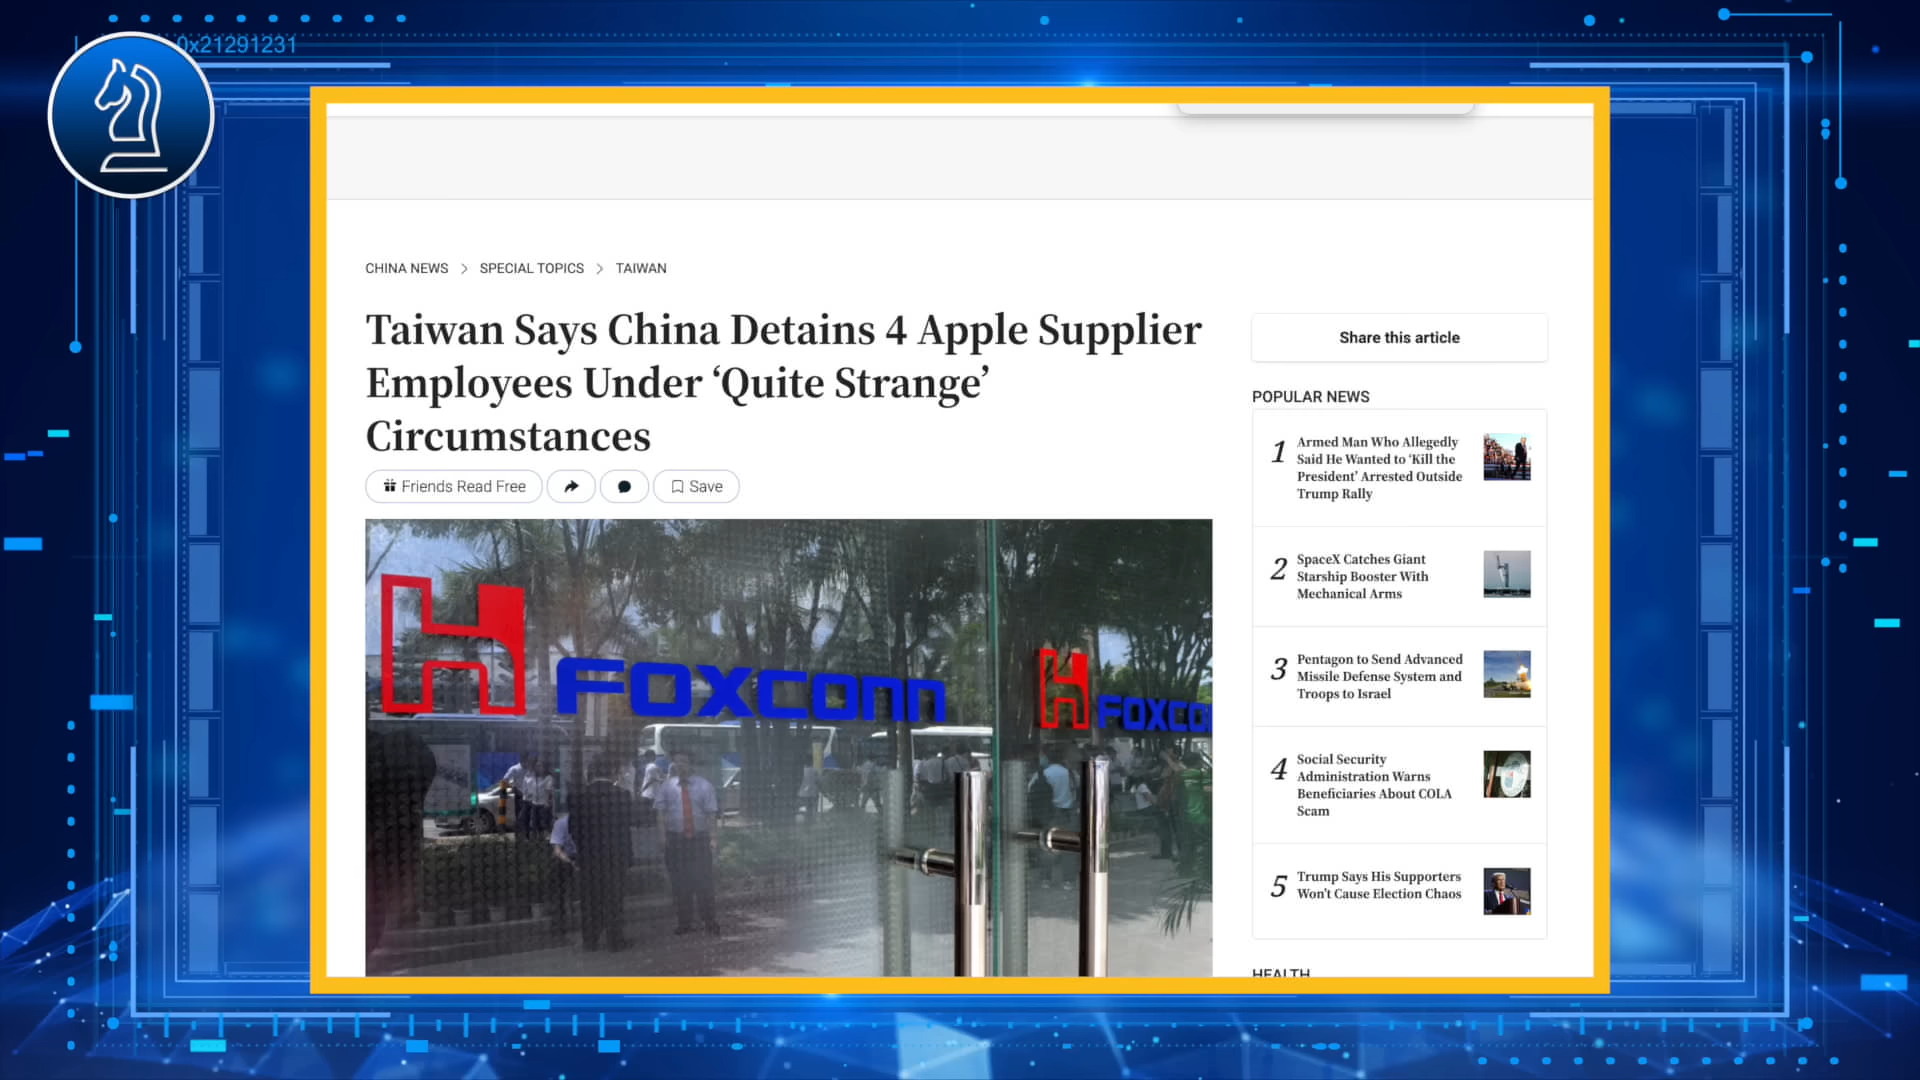 0x21291231
CHINA NEWS > SPECIAL TOPICS > TAIWAN
Taiwan Says China Detains 4 Apple Supplier
Employees Under ‘Quite Strange’
Circumstances
Friends Read Free
Save
FOXCONN
FOXCO
Share this article
POPULAR NEWS
1
Armed Man Who Allegedly
Said He Wanted to ‘Kill the
President’ Arrested Outside
Trump Rally
2
SpaceX Catches Giant
Starship Booster With
Mechanical Arms
3
Pentagon to Send Advanced
Missile Defense System and
Troops to Israel
4
Social Security
Administration Warns
Beneficiaries About COLA
Scam
5
Trump Says His Supporters
Won’t Cause Election Chaos
HEALTH